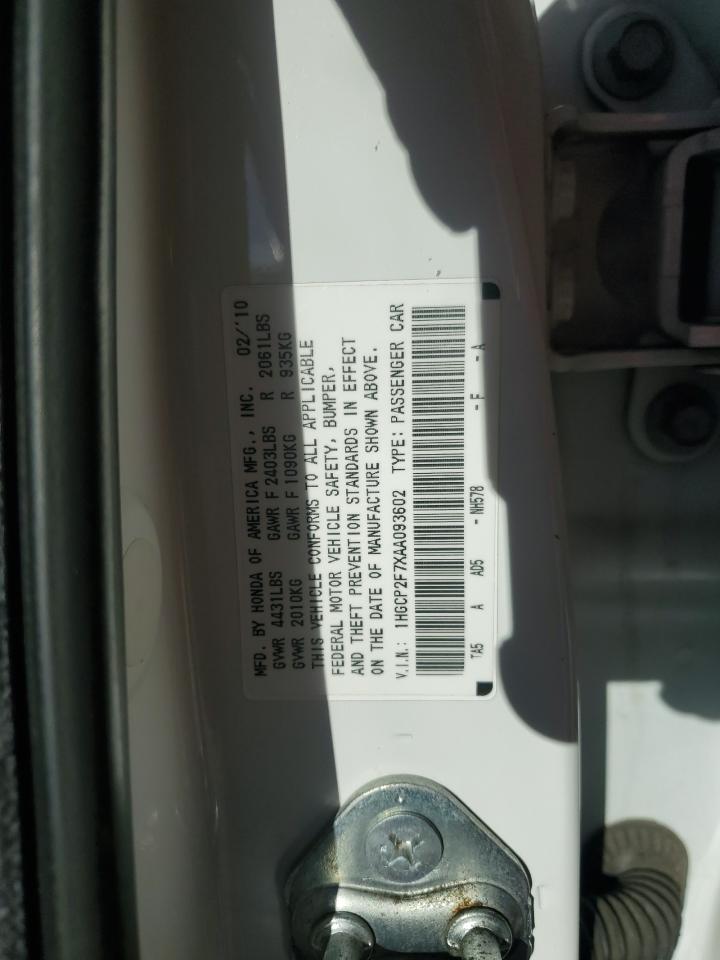 MFD. BY HONDA OF AMERICA MFG., INC. 02/'10
GVWR 4431LBS GAWR F 2403LBS R 2061LBS
GVWR 2010KG GAWR F 1090KG R 935KG
THIS VEHICLE CONFORMS TO ALL APPLICABLE
FEDERAL MOTOR VEHICLE SAFETY, BUMPER,
AND THEFT PREVENTION STANDARDS IN EFFECT
ON THE DATE OF MANUFACTURE SHOWN ABOVE.
V.I.N.: 1HGCP2F7XAA093602 TYPE: PASSENGER CAR
TA5 A AD5 - NH578 - F - A